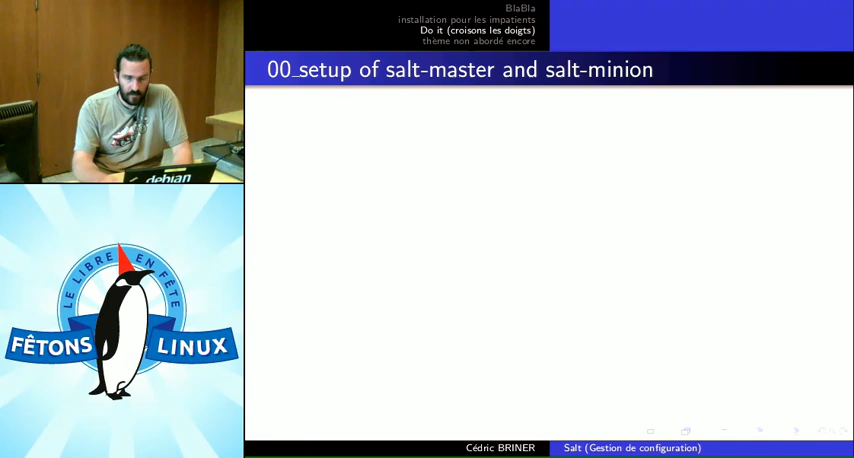 BlaBla
installation pour les impatients
Do it (croisons les doigts)
thème non abordé encore
00_setup of salt-master and salt-minion
debian
LE LIBRE EN FÊTE
FÊTONS LINUX
Cédric BRINER
Salt (Gestion de configuration)